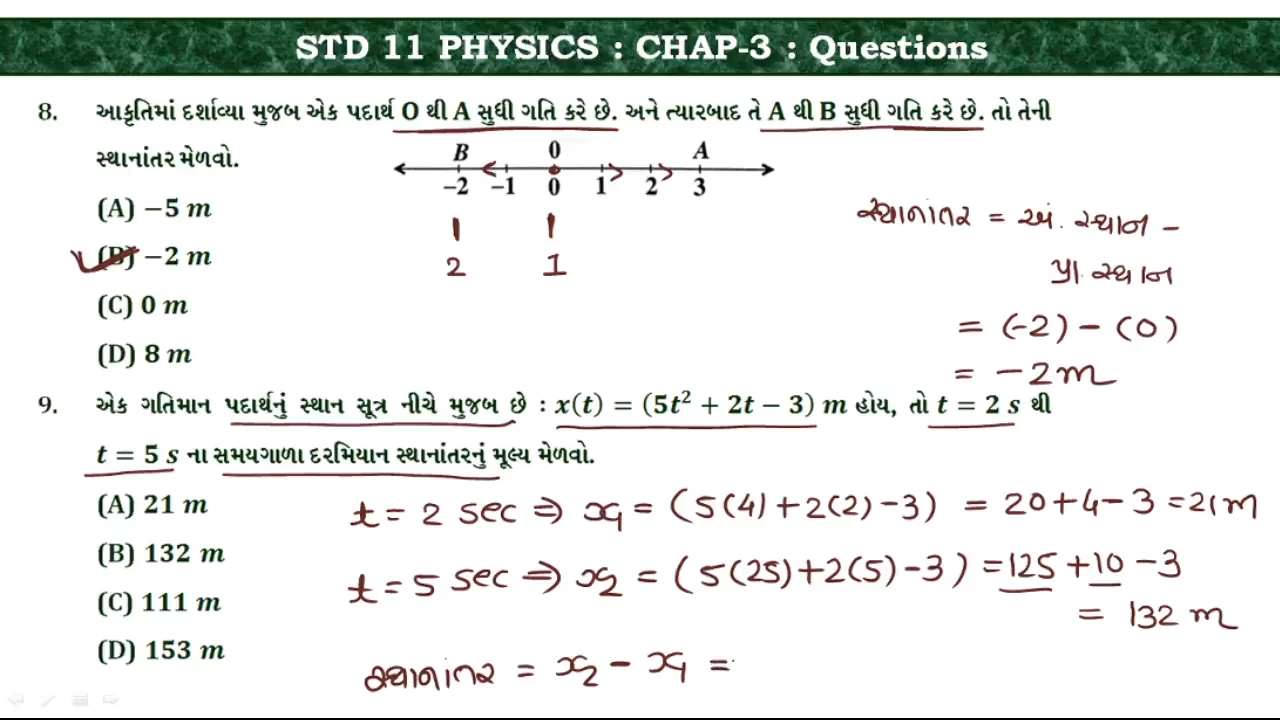 STD 11 PHYSICS : CHAP-3 : Questions
8. આકૃતિમાં દર્શાવ્યા મુજબ એક પદાર્થ O થી A સુધી ગતિ કરે છે. અને ત્યારબાદ તે A થી B સુધી ગતિ કરે છે. તો તેની
સ્થાનાંતર મેળવો.
B 0 A
−2 −1 0 1 2 3
2 1
(A) −5 m
(B) −2 m
(C) 0 m
(D) 8 m
સ્થાનાંતર = અં. સ્થાન -
પ્રા. સ્થાન
= (-2) - (0)
= -2m
9. એક ગતિમાન પદાર્થનું સ્થાન સૂત્ર નીચે મુજબ છે : x(t) = (5t² + 2t − 3) m હોય, તો t = 2 s થી
t = 5 s ના સમયગાળા દરમિયાન સ્થાનાંતરનું મૂલ્ય મેળવો.
(A) 21 m
(B) 132 m
(C) 111 m
(D) 153 m
t = 2 sec ⇒ x₁ = (5(4)+2(2)-3) = 20+4-3 =21m
t = 5 sec ⇒ x₂ = (5(25)+2(5)-3) = 125 +10 -3
= 132 m
સ્થાનાંતર = x₂ - x₁ =